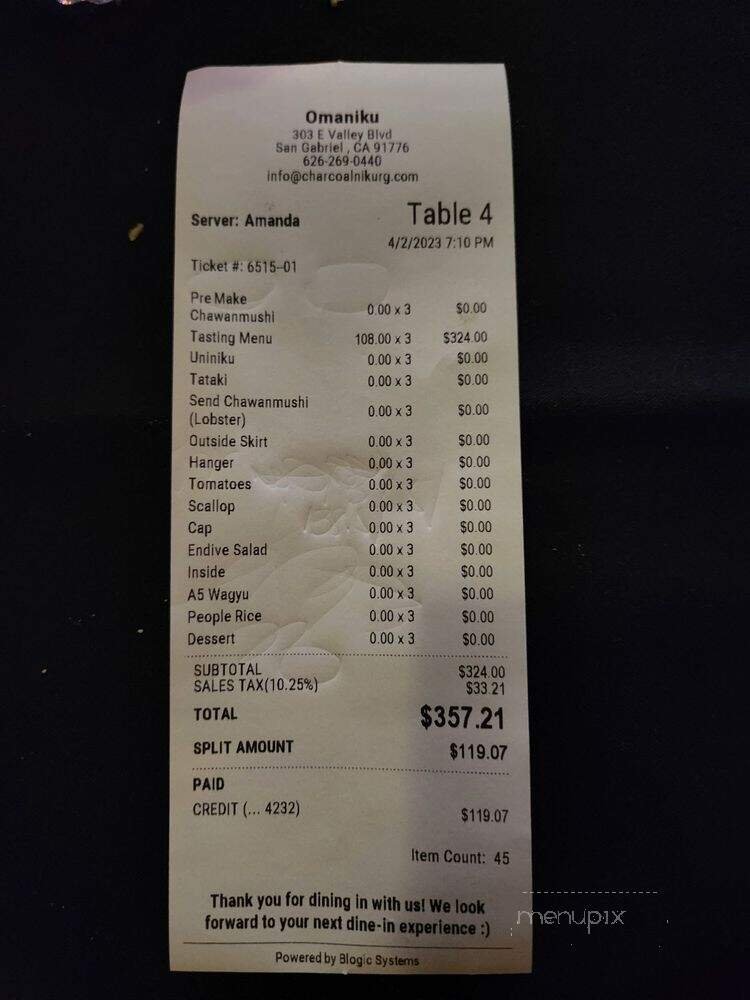 Omaniku
303 E Valley Blvd
San Gabriel , CA 91776
626-269-0440
info@charcoalnikurg.com
Server: Amanda Table 4
4/2/2023 7:10 PM
Ticket #: 6515--01
Pre Make
Chawanmushi 0.00 x 3 $0.00
Tasting Menu 108.00 x 3 $324.00
Uniniku 0.00 x 3 $0.00
Tataki 0.00 x 3 $0.00
Send Chawanmushi
(Lobster) 0.00 x 3 $0.00
Outside Skirt 0.00 x 3 $0.00
Hanger 0.00 x 3 $0.00
Tomatoes 0.00 x 3 $0.00
Scallop 0.00 x 3 $0.00
Cap 0.00 x 3 $0.00
Endive Salad 0.00 x 3 $0.00
Inside 0.00 x 3 $0.00
A5 Wagyu 0.00 x 3 $0.00
People Rice 0.00 x 3 $0.00
Dessert 0.00 x 3 $0.00
SUBTOTAL $324.00
SALES TAX(10.25%) $33.21
TOTAL $357.21
SPLIT AMOUNT $119.07
PAID
CREDIT (... 4232) $119.07
Item Count: 45
Thank you for dining in with us! We look
forward to your next dine-in experience :)
Powered by Blogic Systems
menupix